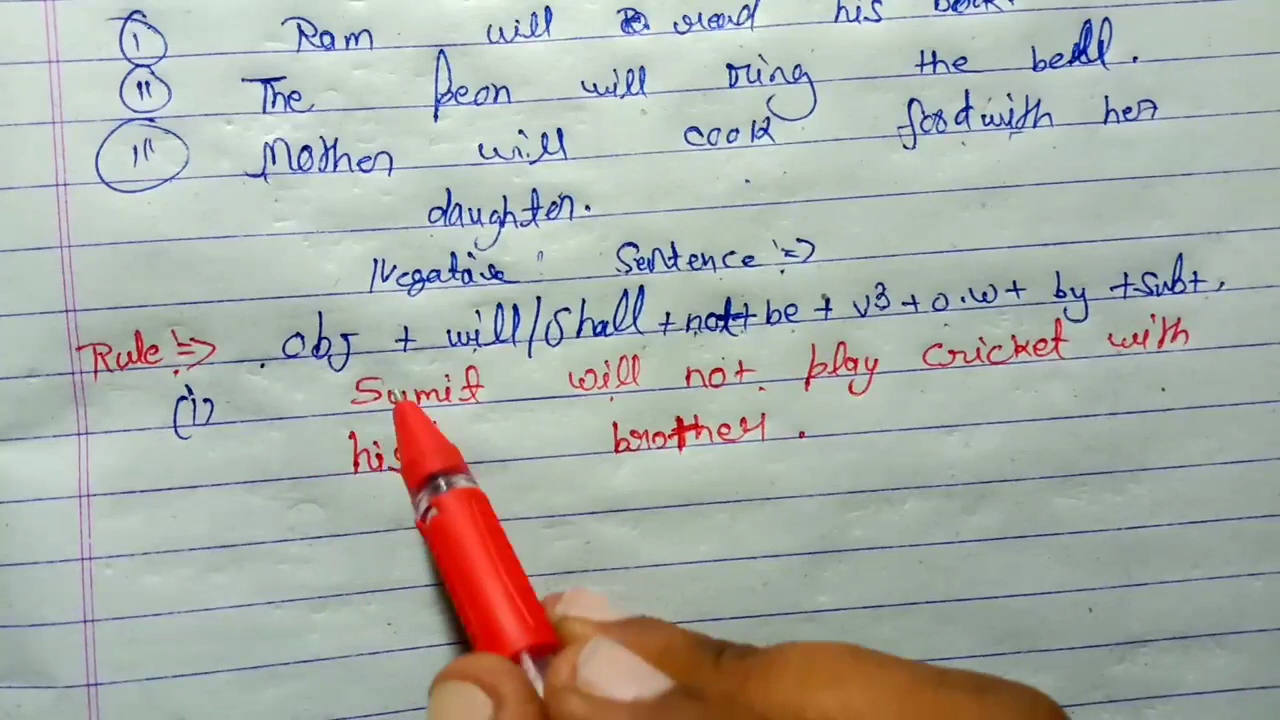 (i) Ram will read his book.
(ii) The peon will ring the bell.
(iii) Mother will cook food with her
daughter.
Negative Sentence :=>
Rule :=> obj + will/shall + not + be + v3 + o.w + by + subt.
(i) Sumit will not play cricket with
his brother.